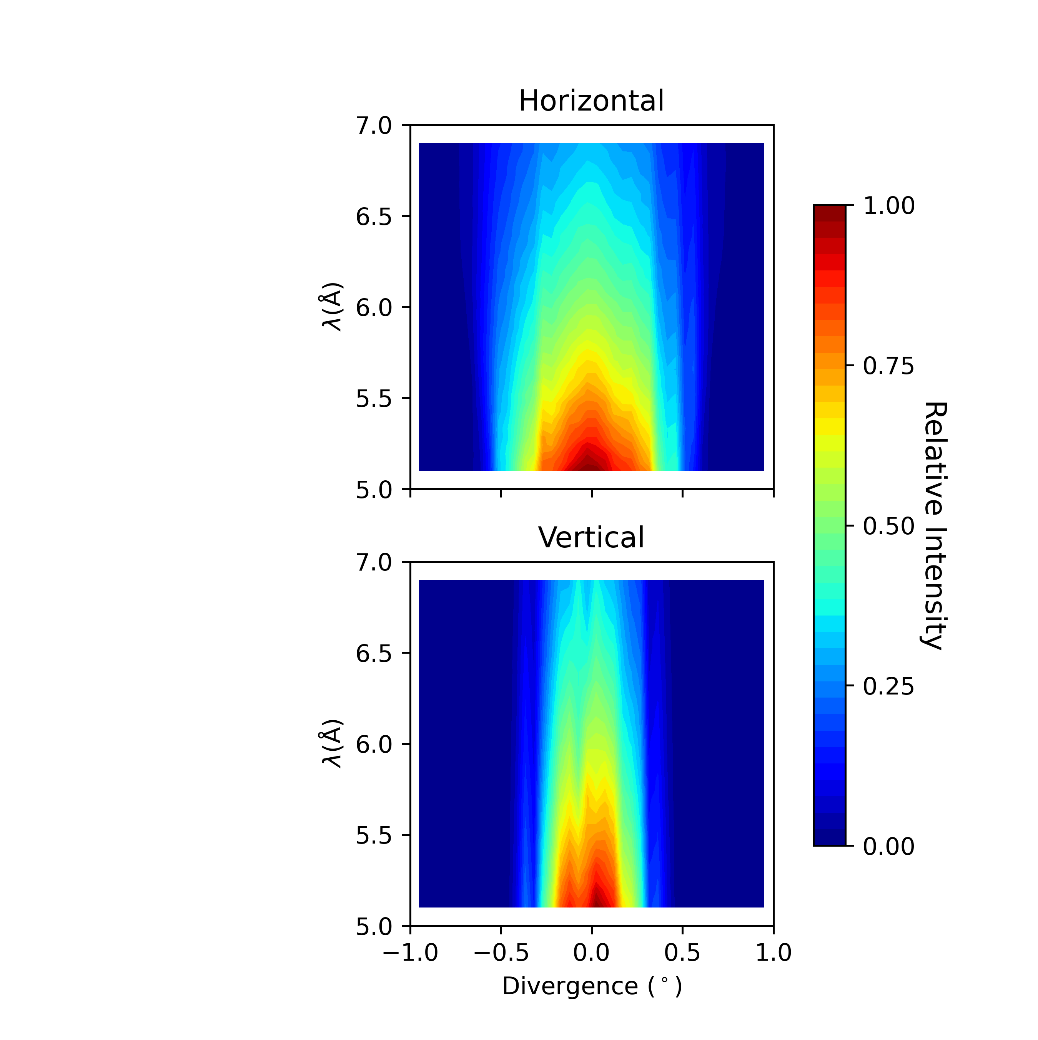 Horizontal
7.0
6.5
6.0
5.5
5.0
λ(Å)
Vertical
7.0
6.5
6.0
5.5
5.0
λ(Å)
−1.0 −0.5 0.0 0.5 1.0
Divergence (°)
1.00
0.75
0.50
0.25
0.00
Relative Intensity